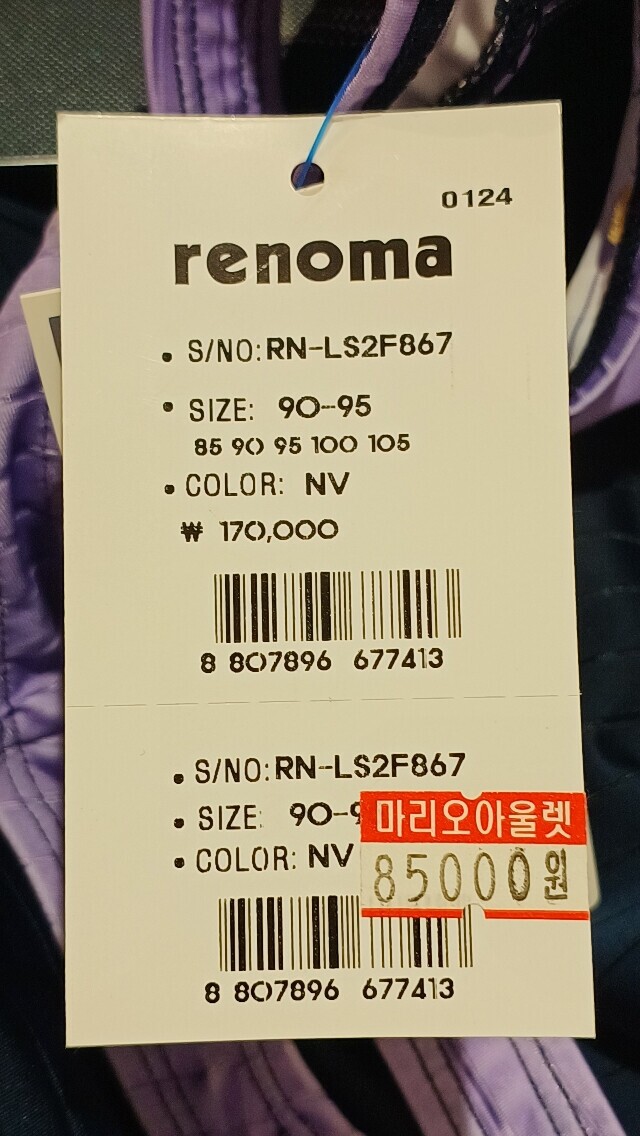 0124
renoma
• S/NO: RN-LS2F867
• SIZE: 90-95
85 90 95 100 105
• COLOR: NV
₩ 170,000
8 807896 677413
• S/NO: RN-LS2F867
• SIZE: 90-9
마리오아울렛
• COLOR: NV
85000원
8 807896 677413